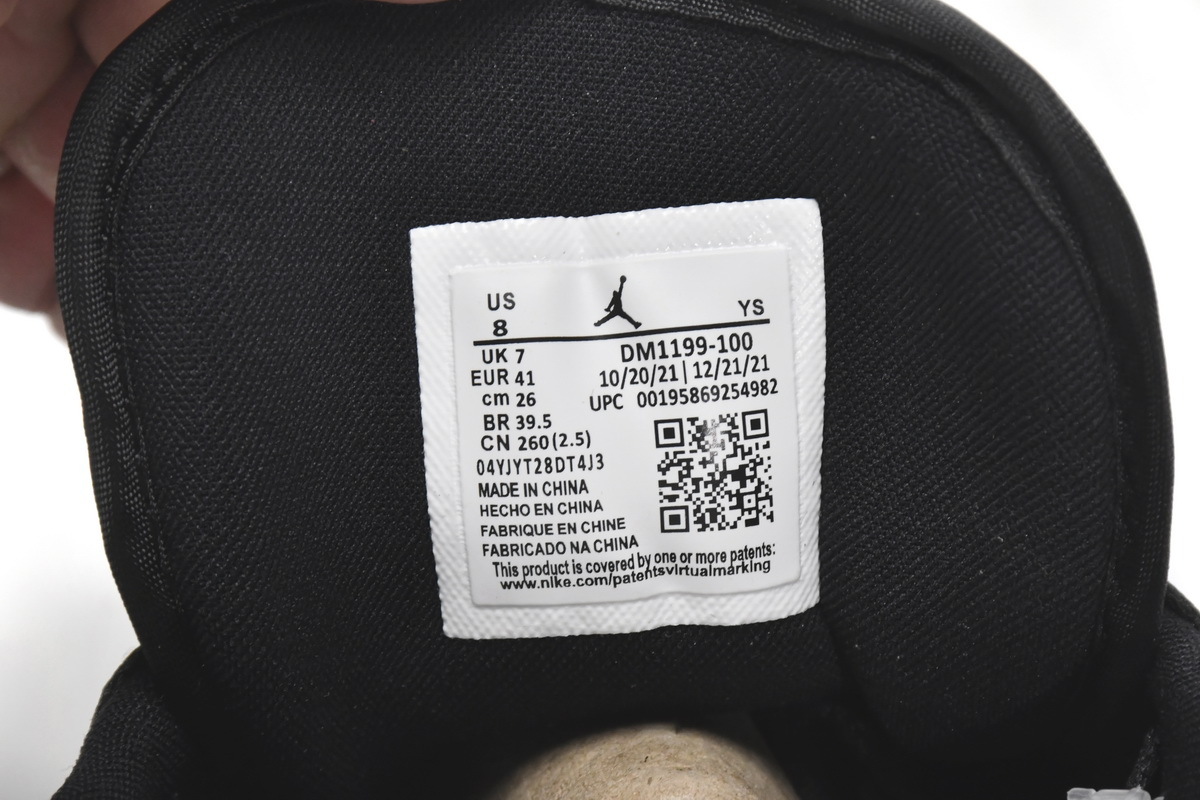 US
8
YS
UK 7
EUR 41
cm 26
BR 39.5
CN 260(2.5)
04YJYT28DT4J3
MADE IN CHINA
HECHO EN CHINA
FABRIQUE EN CHINE
FABRICADO NA CHINA
DM1199-100
10/20/21|12/21/21
UPC 00195869254982
This product is covered by one or more patents:
www.nike.com/patentsvirtualmarking